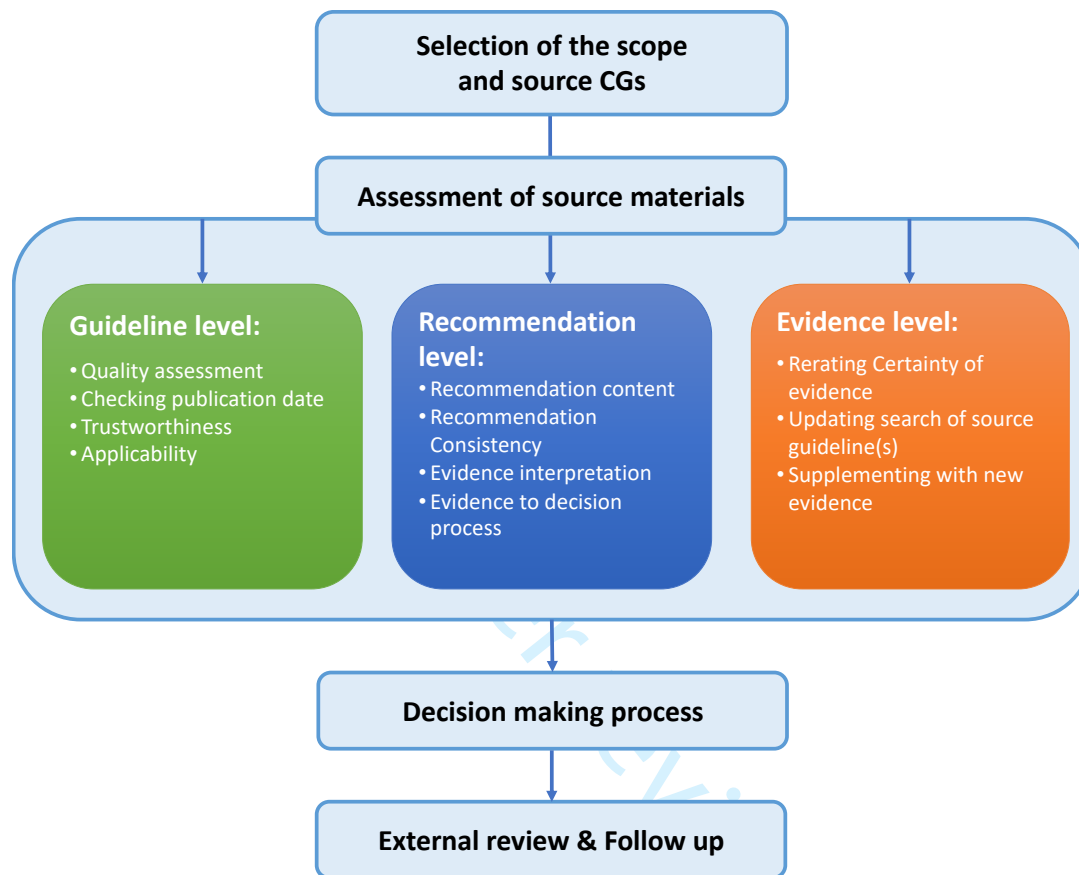 Selection of the scope
and source CGs
Assessment of source materials
Guideline level:
• Quality assessment
• Checking publication date
• Trustworthiness
• Applicability
Recommendation
level:
• Recommendation content
• Recommendation
Consistency
• Evidence interpretation
• Evidence to decision
process
Evidence level:
• Rerating Certainty of
evidence
• Updating search of source
guideline(s)
• Supplementing with new
evidence
Decision making process
External review & Follow up